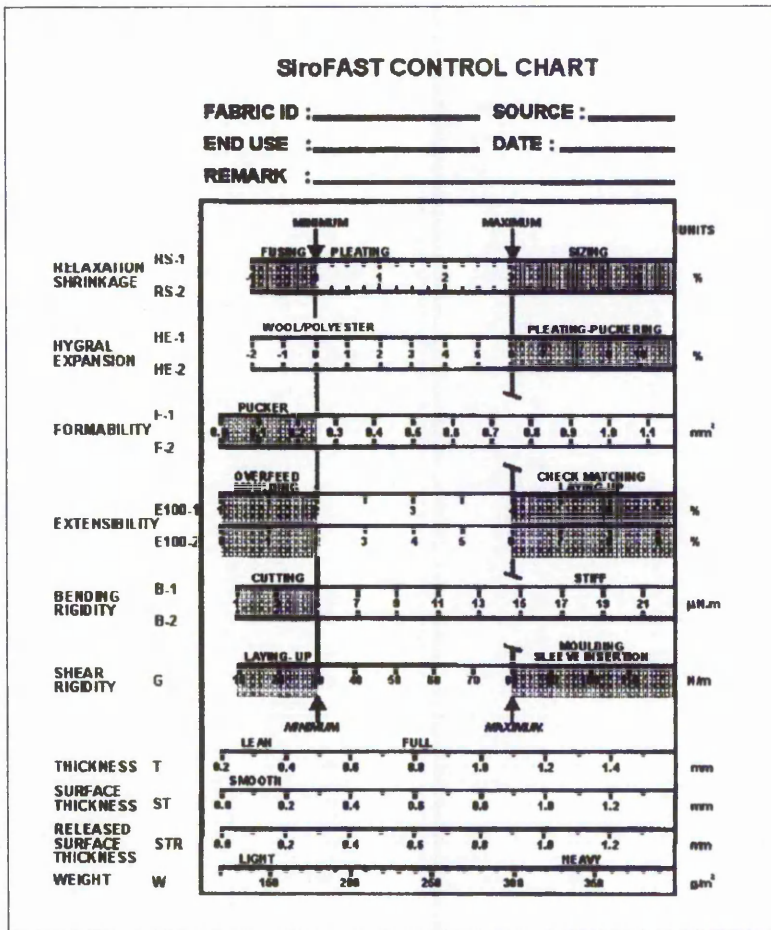 SiroFAST CONTROL CHART
FABRIC ID : SOURCE :
END USE : DATE :
REMARK :
MINIMUM MAXIMUM UNITS
FUSING PLEATING SIZING
RELAXATION SHRINKAGE RS-1
RS-2 %
WOOL/POLYESTER PLEATING-PUCKERING
HYGRAL EXPANSION HE-1
-2 -1 0 1 2 3 4 5 %
HE-2
PUCKER F-1
FORMABILITY 0.2 0.3 0.4 0.5 0.7 0.8 0.9 1.0 1.1 mm²
F-2
OVERFEED CHECK MATCHING
LAYING UP
EXTENSIBILITY E100-1 3 %
E100-2 3 4 5 %
CUTTING STIFF
BENDING RIGIDITY B-1
7 9 11 13 15 17 19 21 µN.m
B-2
MOULDING
LAYING-UP SLEEVE INSERTION
SHEAR RIGIDITY G 40 50 60 70 N/m
MINIMUM MAXIMUM
LEAN FULL
THICKNESS T 0.2 0.4 0.6 0.8 1.0 1.2 1.4 mm
SMOOTH
SURFACE THICKNESS ST 0.0 0.2 0.4 0.6 0.8 1.0 1.2 mm
RELEASED SURFACE THICKNESS STR 0.0 0.2 0.4 0.6 0.8 1.0 1.2 mm
LIGHT HEAVY
WEIGHT W 150 200 250 300 350 g/m²